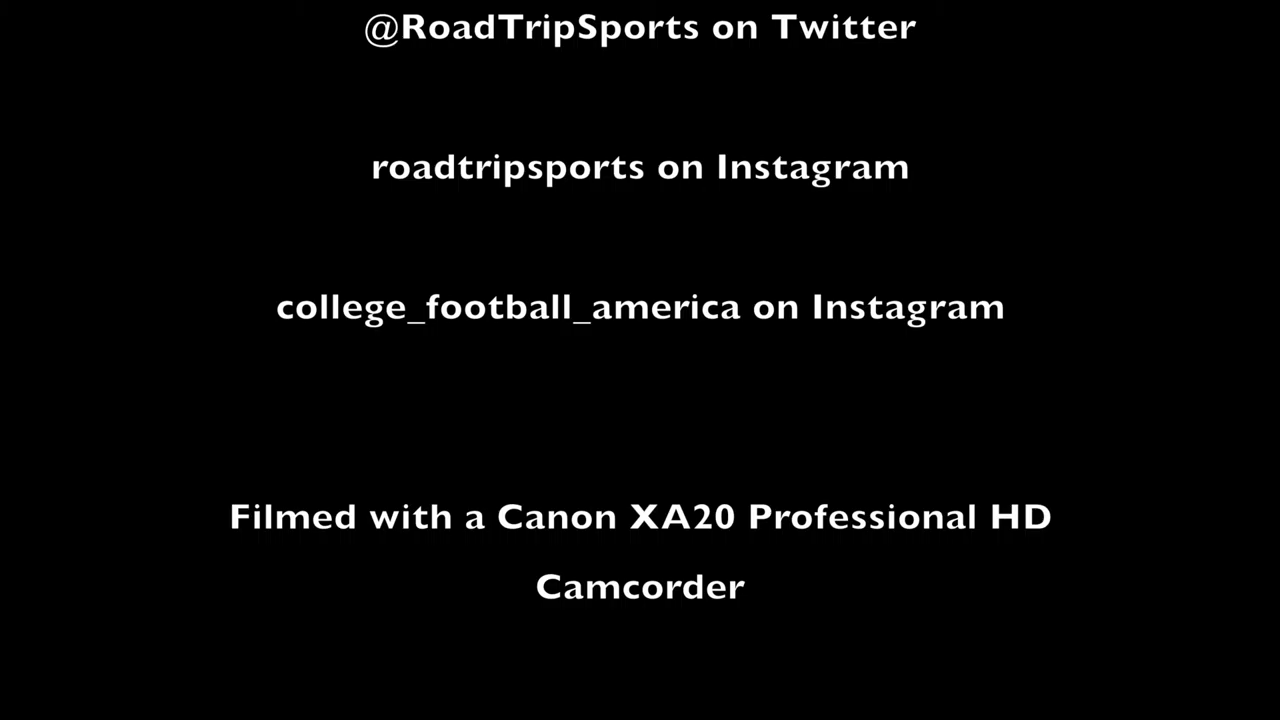 @RoadTripSports on Twitter
roadtripsports on Instagram
college_football_america on Instagram
Filmed with a Canon XA20 Professional HD
Camcorder